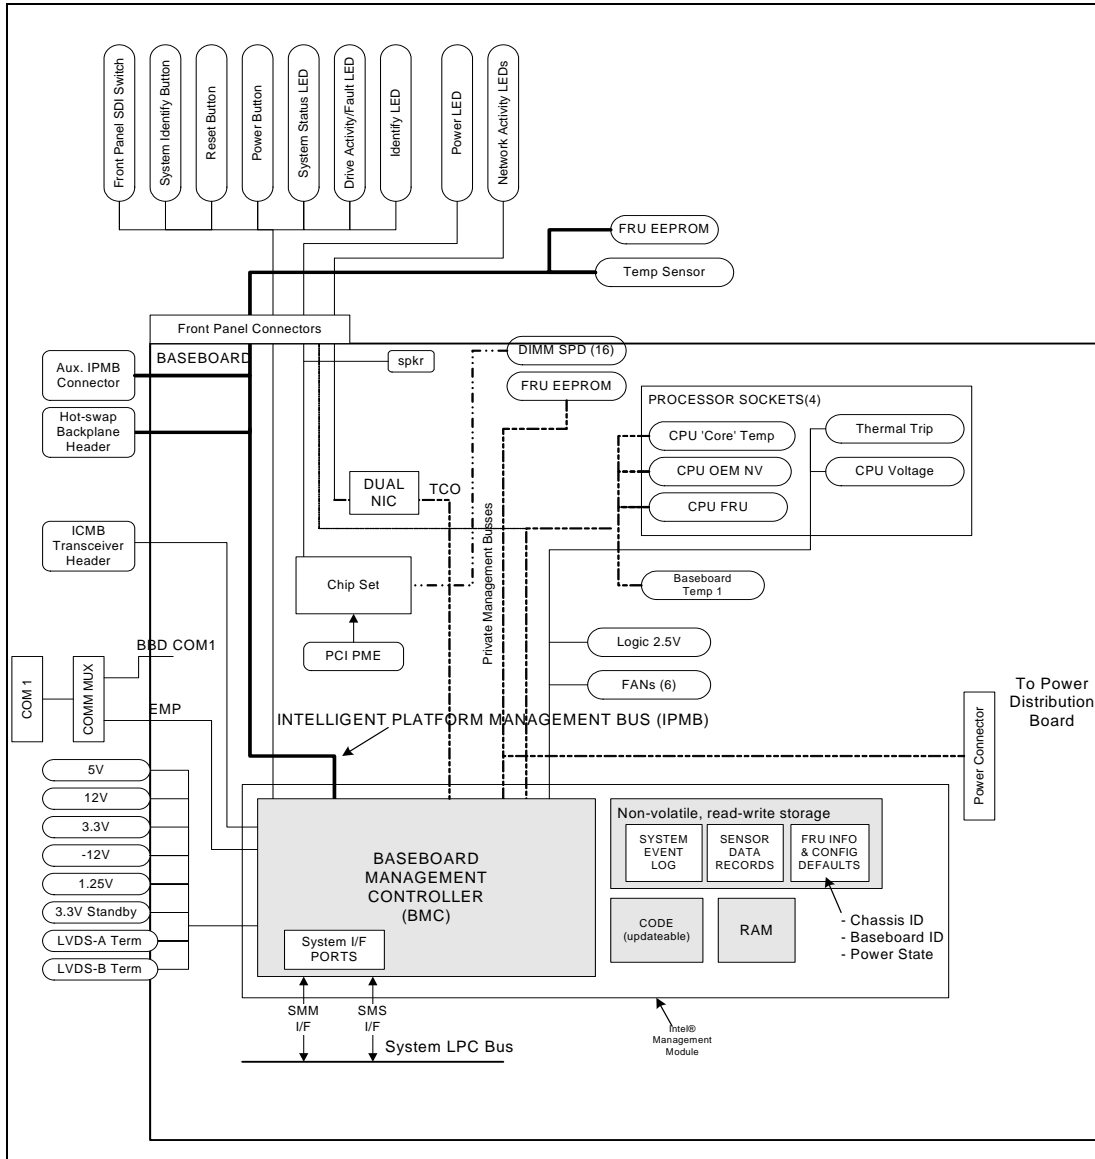 Front Panel SDI Switch
System Identify Button
Reset Button
Power Button
System Status LED
Drive Activity/Fault LED
Identify LED
Power LED
Network Activity LEDs
FRU EEPROM
Temp Sensor
Front Panel Connectors
BASEBOARD
Aux. IPMB
Connector
Hot-swap
Backplane
Header
spkr
DIMM SPD (16)
FRU EEPROM
PROCESSOR SOCKETS(4)
CPU 'Core' Temp
CPU OEM NV
CPU FRU
Thermal Trip
CPU Voltage
DUAL
NIC
TCO
Private Management Busses
ICMB
Transceiver
Header
Chip Set
PCI PME
Baseboard
Temp 1
Logic 2.5V
FANs (6)
BBD COM1
COM 1
COMM MUX
EMP
INTELLIGENT PLATFORM MANAGEMENT BUS (IPMB)
To Power
Distribution
Board
Power Connector
5V
12V
3.3V
-12V
1.25V
3.3V Standby
LVDS-A Term
LVDS-B Term
BASEBOARD
MANAGEMENT
CONTROLLER
(BMC)
System I/F
PORTS
Non-volatile, read-write storage
SYSTEM
EVENT
LOG
SENSOR
DATA
RECORDS
FRU INFO
& CONFIG
DEFAULTS
CODE
(updateable)
RAM
- Chassis ID
- Baseboard ID
- Power State
SMM
I/F
SMS
I/F
System LPC Bus
Intel®
Management
Module